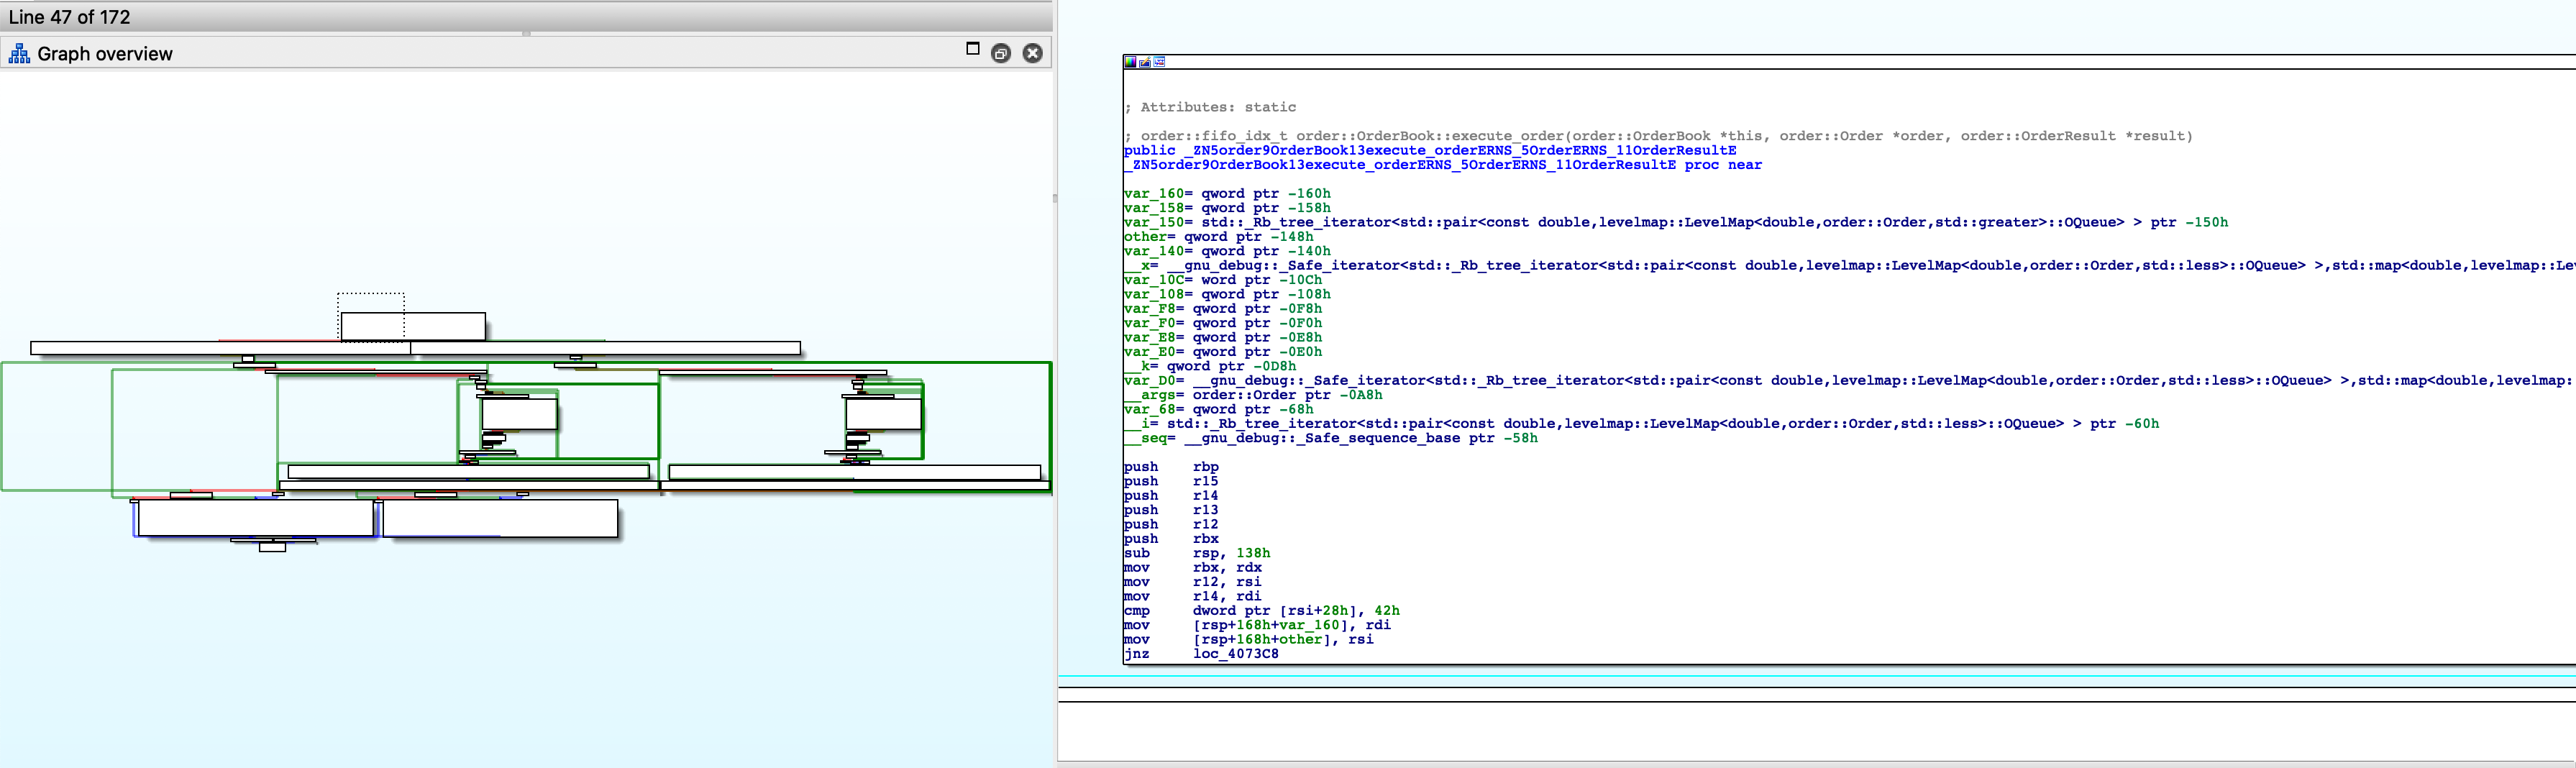 Line 47 of 172
Graph overview
; Attributes: static
; order::fifo_idx_t order::OrderBook::execute_order(order::OrderBook *this, order::Order *order, order::OrderResult *result)
public _ZN5order9OrderBook13execute_orderERNS_5OrderERNS_11OrderResultE
_ZN5order9OrderBook13execute_orderERNS_5OrderERNS_11OrderResultE proc near
var_160= qword ptr -160h
var_158= qword ptr -158h
var_150= std::_Rb_tree_iterator<std::pair<const double,levelmap::LevelMap<double,order::Order,std::greater>::OQueue> > ptr -150h
other= qword ptr -148h
var_140= qword ptr -140h
__x= __gnu_debug::_Safe_iterator<std::_Rb_tree_iterator<std::pair<const double,levelmap::LevelMap<double,order::Order,std::less>::OQueue> >,std::map<double,levelmap::Le
var_10C= word ptr -10Ch
var_108= qword ptr -108h
var_F8= qword ptr -0F8h
var_F0= qword ptr -0F0h
var_E8= qword ptr -0E8h
var_E0= qword ptr -0E0h
__k= qword ptr -0D8h
var_D0= __gnu_debug::_Safe_iterator<std::_Rb_tree_iterator<std::pair<const double,levelmap::LevelMap<double,order::Order,std::less>::OQueue> >,std::map<double,levelmap:
__args= order::Order ptr -0A8h
var_68= qword ptr -68h
__i= std::_Rb_tree_iterator<std::pair<const double,levelmap::LevelMap<double,order::Order,std::less>::OQueue> > ptr -60h
__seq= __gnu_debug::_Safe_sequence_base ptr -58h
push rbp
push r15
push r14
push r13
push r12
push rbx
sub rsp, 138h
mov rbx, rdx
mov r12, rsi
mov r14, rdi
cmp dword ptr [rsi+28h], 42h
mov [rsp+168h+var_160], rdi
mov [rsp+168h+other], rsi
jnz loc_4073C8